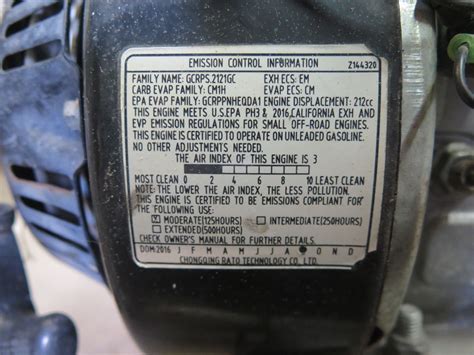 EMISSION CONTROL INFORMATION Z144320
FAMILY NAME: GCRPS.2121GC EXH ECS: EM
CARB EVAP FAMILY: CM1H EVAP ECS: CM
EPA EVAP FAMILY: GCRPPNHEQDA1 ENGINE DISPLACEMENT: 212cc
THIS ENGINE MEETS U.S.EPA PH3 & 2016,CALIFORNIA EXH AND
EVP EMISSION REGULATIONS FOR SMALL OFF-ROAD ENGINES.
THIS ENGINE IS CERTIFIED TO OPERATE ON UNLEADED GASOLINE.
NO OTHER ADJUSTMENTS NEEDED.
THE AIR INDEX OF THIS ENGINE IS 3
MOST CLEAN 0 2 4 6 8 10 LEAST CLEAN
NOTE: THE LOWER THE AIR INDEX, THE LESS POLLUTION.
THIS ENGINE IS CERTIFIED TO BE EMISSIONS COMPLIANT FOR
THE FOLLOWING USE:
MODERATE(125HOURS) INTERMEDIATE(250HOURS)
EXTENDED(500HOURS)
CHECK OWNER'S MANUAL FOR FURTHER DETAILS.
DOM:2016 J F M A M J J A O N D
CHONGQING RATO TECHNOLOGY CO., LTD.